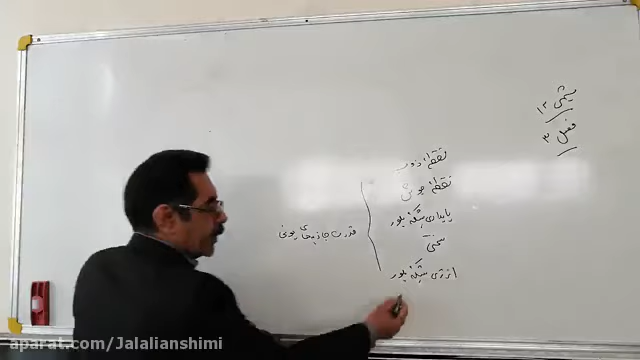 شیمی ۱۲
فصل ۳
نقطهٔ ذوب
نقطهٔ جوش
پایداری شبکهٔ بلور
سختی
انرژی شبکهٔ بلور
قدرت جاذبه‌های یونی
aparat.com/Jalalianshimi